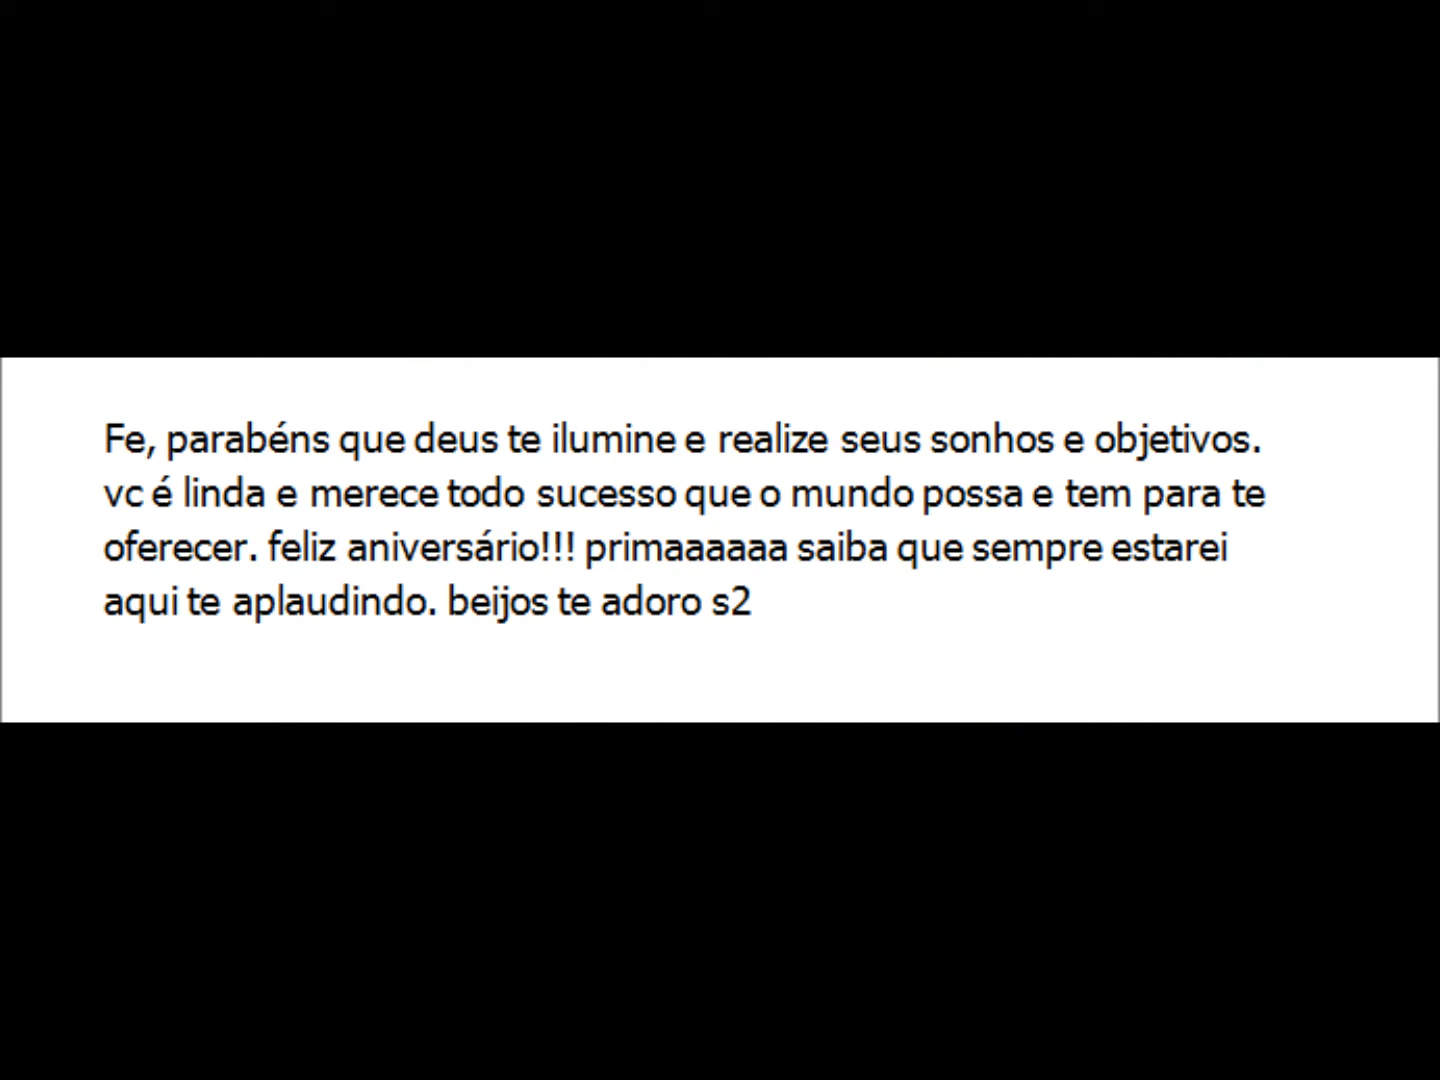 Fe, parabéns que deus te ilumine e realize seus sonhos e objetivos.
vc é linda e merece todo sucesso que o mundo possa e tem para te
oferecer. feliz aniversário!!! primaaaaaa saiba que sempre estarei
aqui te aplaudindo. beijos te adoro s2